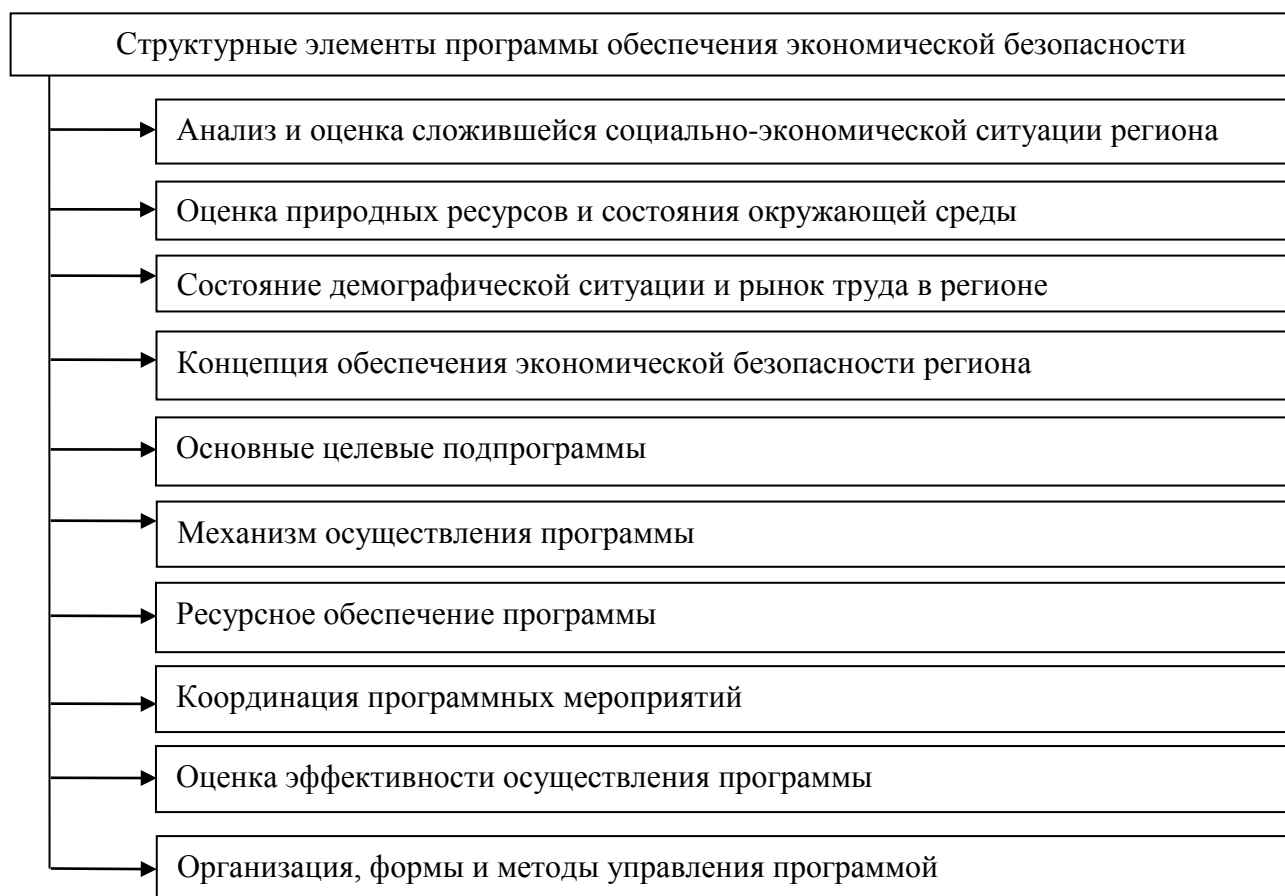 Структурные элементы программы обеспечения экономической безопасности
Анализ и оценка сложившейся социально-экономической ситуации региона
Оценка природных ресурсов и состояния окружающей среды
Состояние демографической ситуации и рынок труда в регионе
Концепция обеспечения экономической безопасности региона
Основные целевые подпрограммы
Механизм осуществления программы
Ресурсное обеспечение программы
Координация программных мероприятий
Оценка эффективности осуществления программы
Организация, формы и методы управления программой